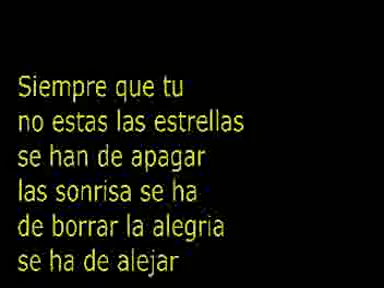 Siempre que tu
no estas las estrellas
se han de apagar
las sonrisa se ha
de borrar la alegria
se ha de alejar